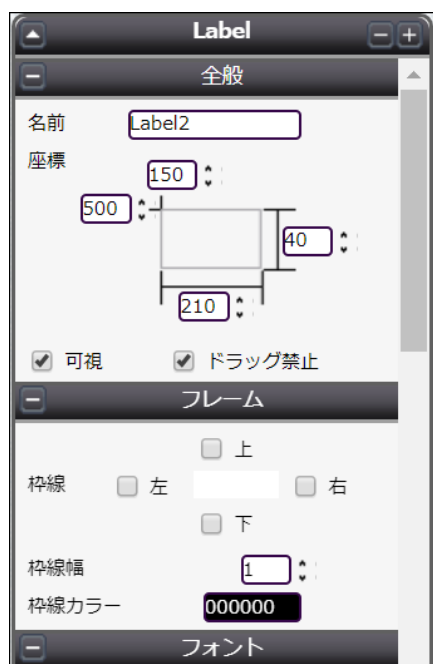 Label
全般
名前 Label2
座標
150
500
40
210
可視 ドラッグ禁止
フレーム
上
枠線 左 右
下
枠線幅 1
枠線カラー 000000
フォント